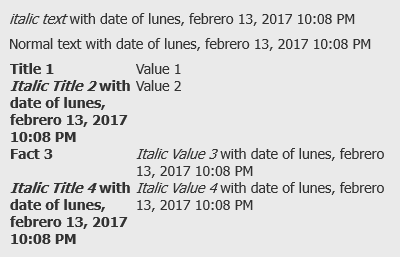 italic text with date of lunes, febrero 13, 2017 10:08 PM
Normal text with date of lunes, febrero 13, 2017 10:08 PM
Title 1 Value 1
Italic Title 2 with Value 2
date of lunes,
febrero 13, 2017
10:08 PM
Fact 3 Italic Value 3 with date of lunes, febrero
13, 2017 10:08 PM
Italic Title 4 with Italic Value 4 with date of lunes, febrero
date of lunes, 13, 2017 10:08 PM
febrero 13, 2017
10:08 PM